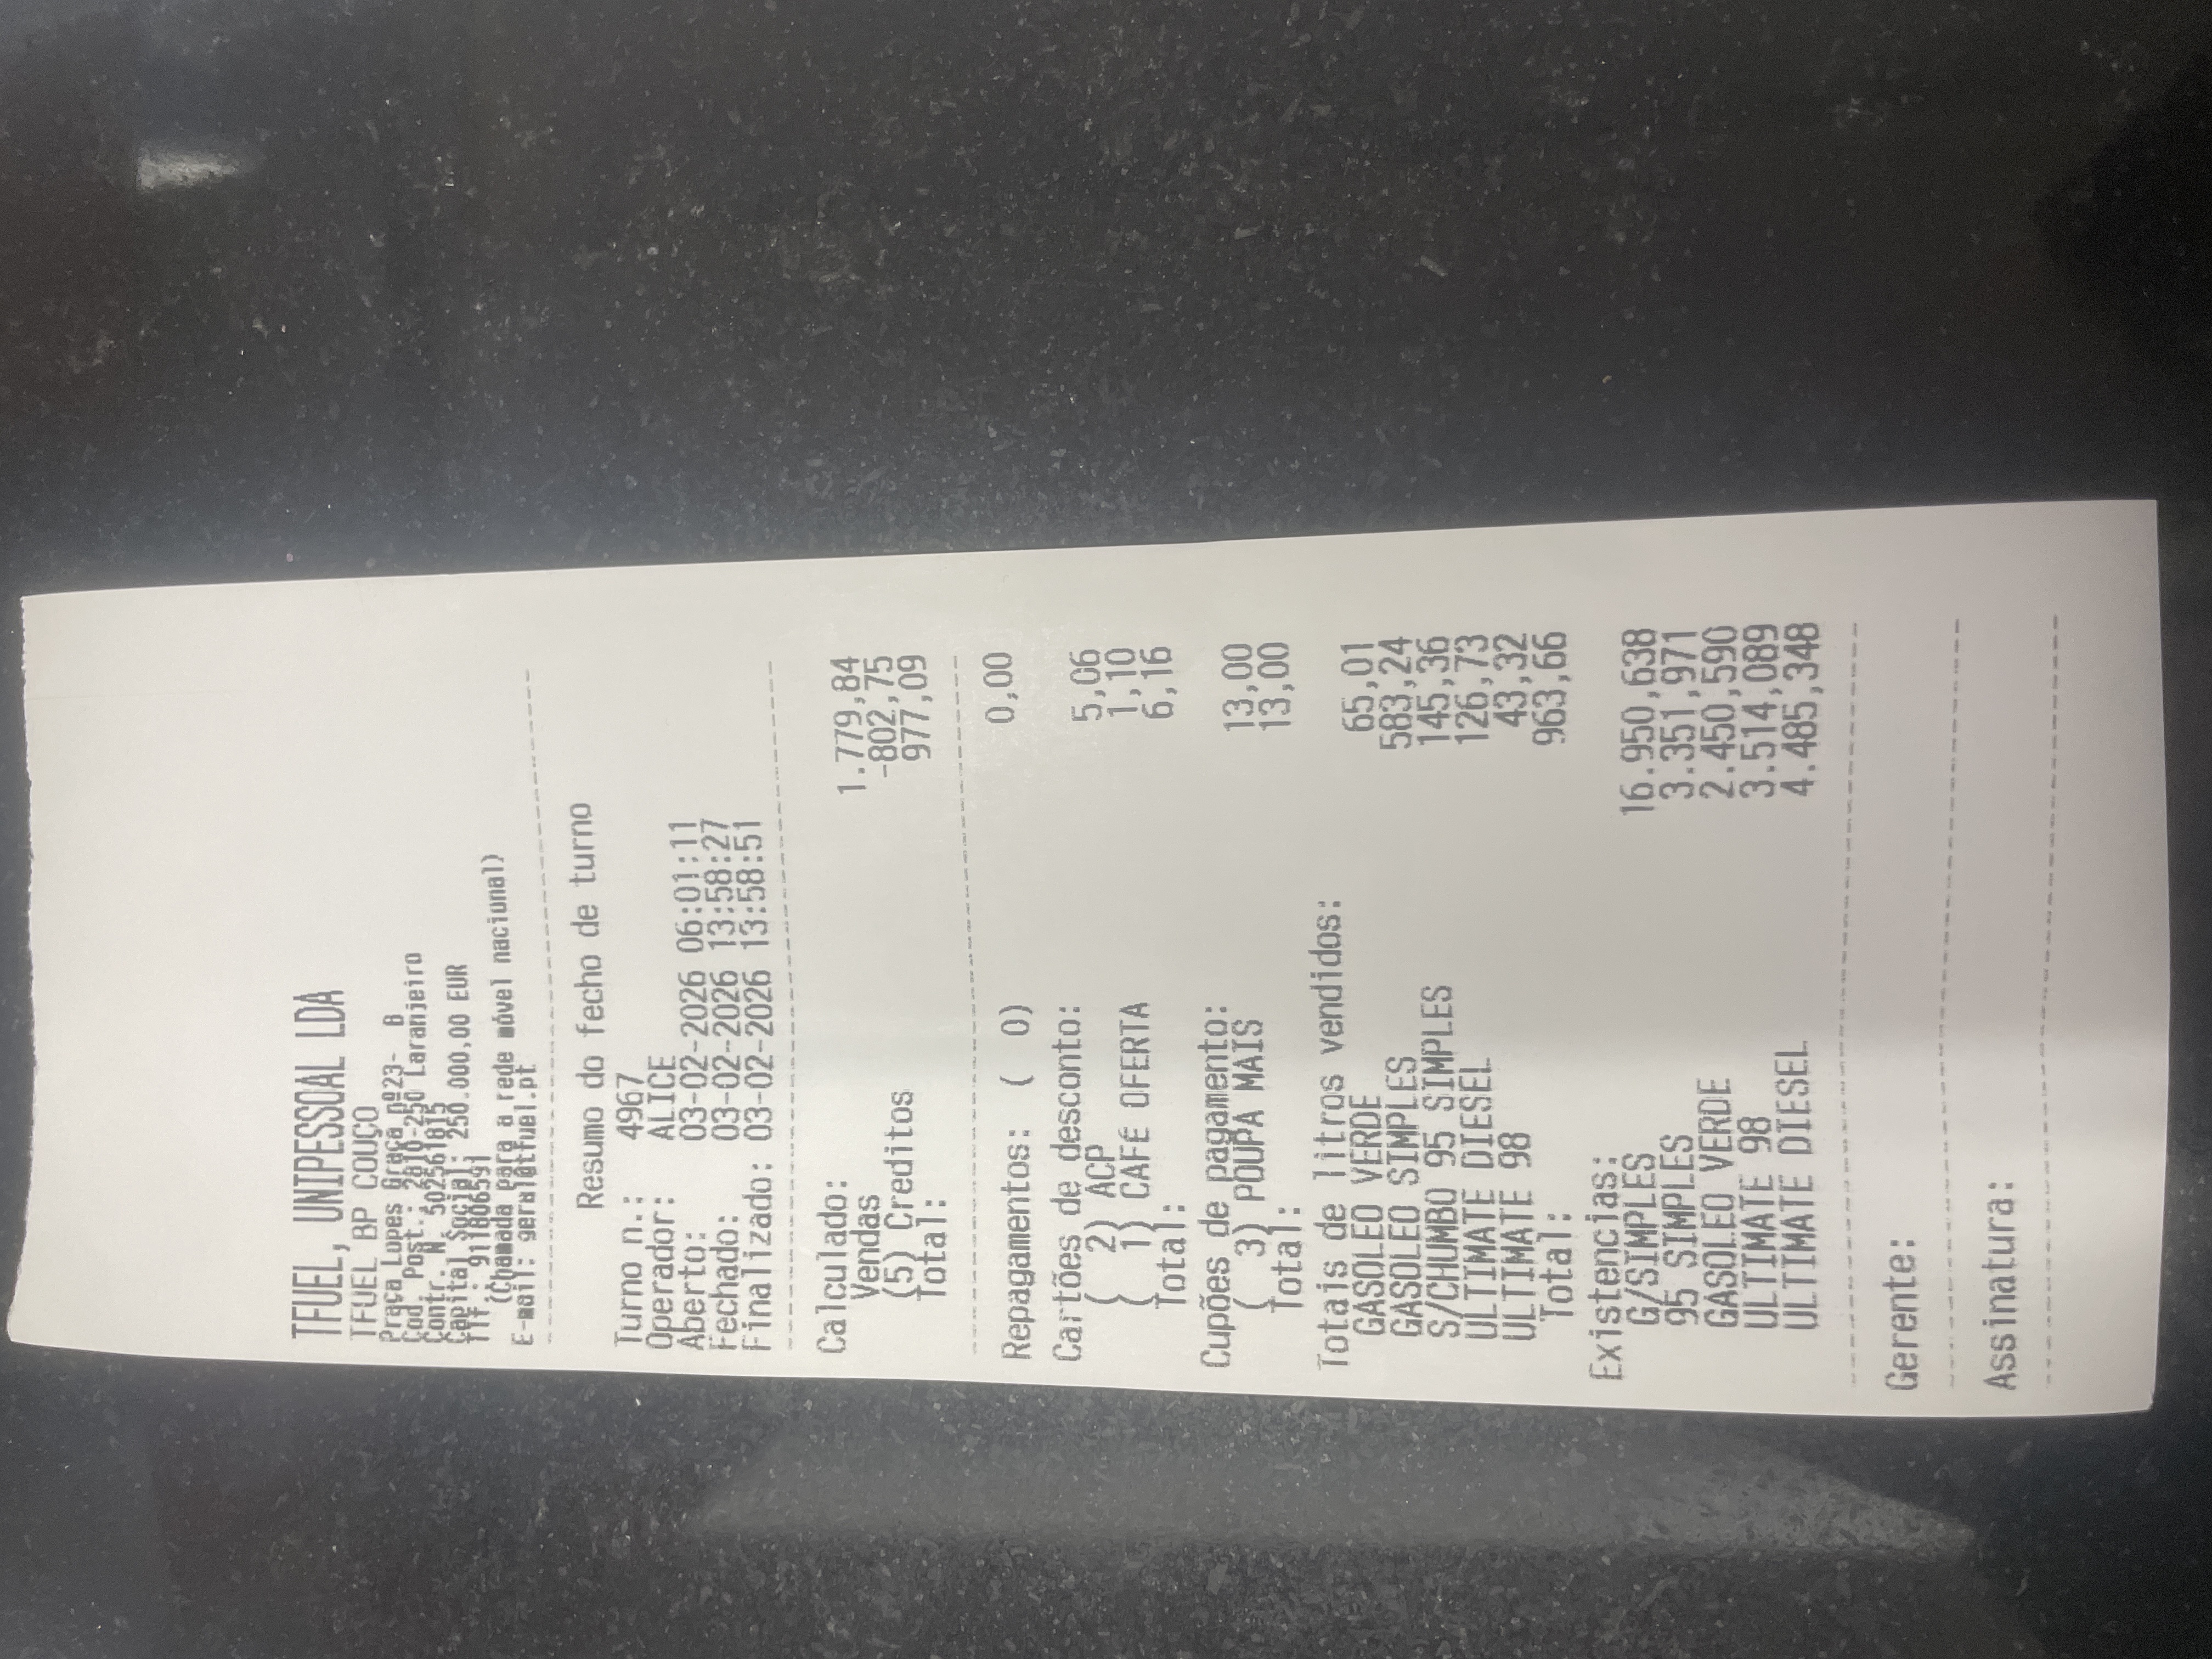 TFUEL, UNIPESSOAL LDA
TFUEL BP COUÇO
Praça Lopes Graça nº23- B
Cod. Post.: 2810-250 Laranjeiro
Contr. N. 502561815
Capital Social: 250.000,00 EUR
Tlf: 911806591
(Chamada para a rede móvel nacional)
E-mail: geral@tfuel.pt
Resumo do fecho de turno
Turno n.: 4967
Operador: ALICE
Aberto: 03-02-2026 06:01:11
Fechado: 03-02-2026 13:58:27
Finalizado: 03-02-2026 13:58:51
Calculado:
Vendas 1.779,84
(5) Creditos -802,75
Total: 977,09
Repagamentos: ( 0) 0,00
Cartões de desconto:
( 2) ACP 5,06
( 1) CAFÉ OFERTA 1,10
Total: 6,16
Cupões de pagamento:
( 3) POUPA MAIS 13,00
Total: 13,00
Totais de litros vendidos:
GASOLEO VERDE 65,01
GASOLEO SIMPLES 583,24
S/CHUMBO 95 SIMPLES 145,36
ULTIMATE DIESEL 126,73
ULTIMATE 98 43,32
Total: 963,66
Existencias:
G/SIMPLES 16.950,638
95 SIMPLES 3.351,971
GASOLEO VERDE 2.450,590
ULTIMATE 98 3.514,089
ULTIMATE DIESEL 4.485,348
Gerente:
Assinatura: